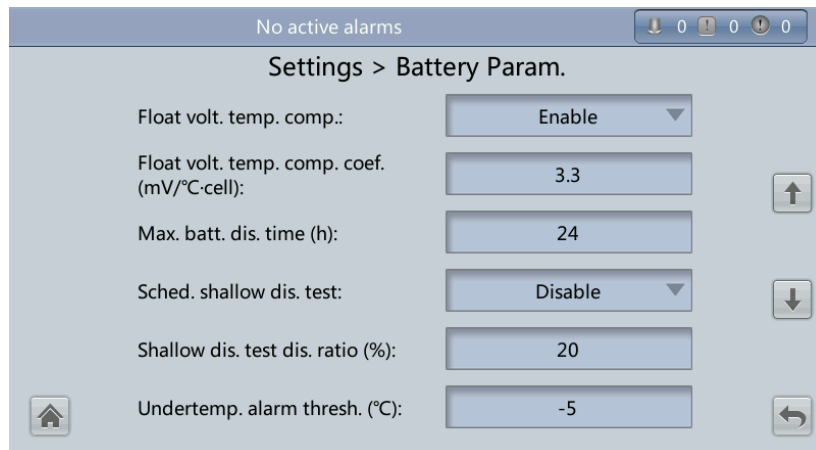 No active alarms
0 0 0
Settings > Battery Param.
Float volt. temp. comp.: Enable
Float volt. temp. comp. coef.
(mV/℃·cell): 3.3
Max. batt. dis. time (h): 24
Sched. shallow dis. test: Disable
Shallow dis. test dis. ratio (%): 20
Undertemp. alarm thresh. (℃): -5